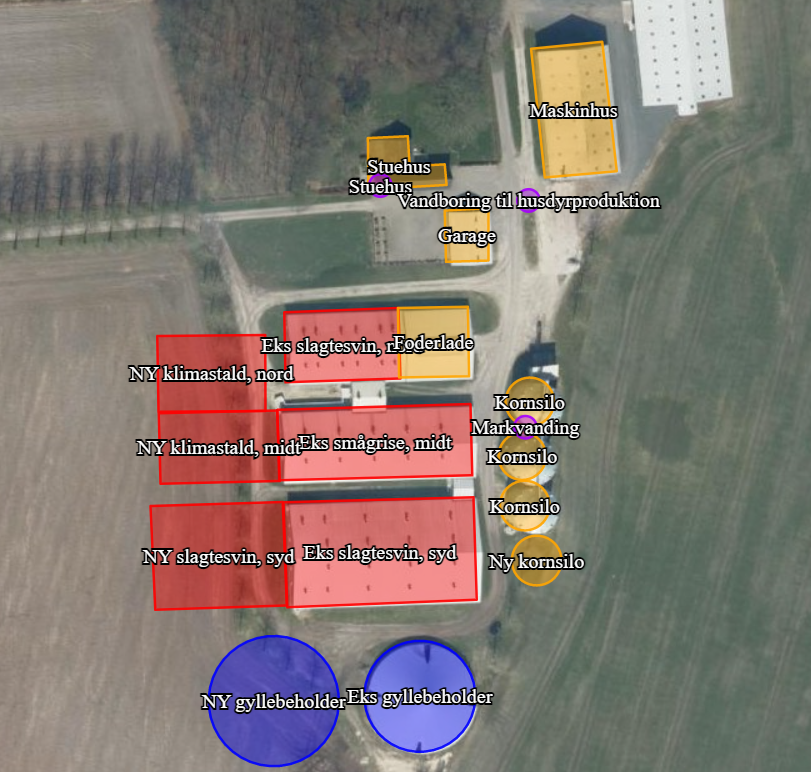 Maskinhus
Stuehus
Stuehus
Vandboring til husdyrproduktion
Garage
Eks slagtesvin,
Foderlade
NY klimastald, nord
Kornsilo
Markvanding
NY klimastald, midt
Eks smågrise, midt
Kornsilo
Kornsilo
NY slagtesvin, syd
Eks slagtesvin, syd
Ny kornsilo
NY gyllebeholder
Eks gyllebeholder